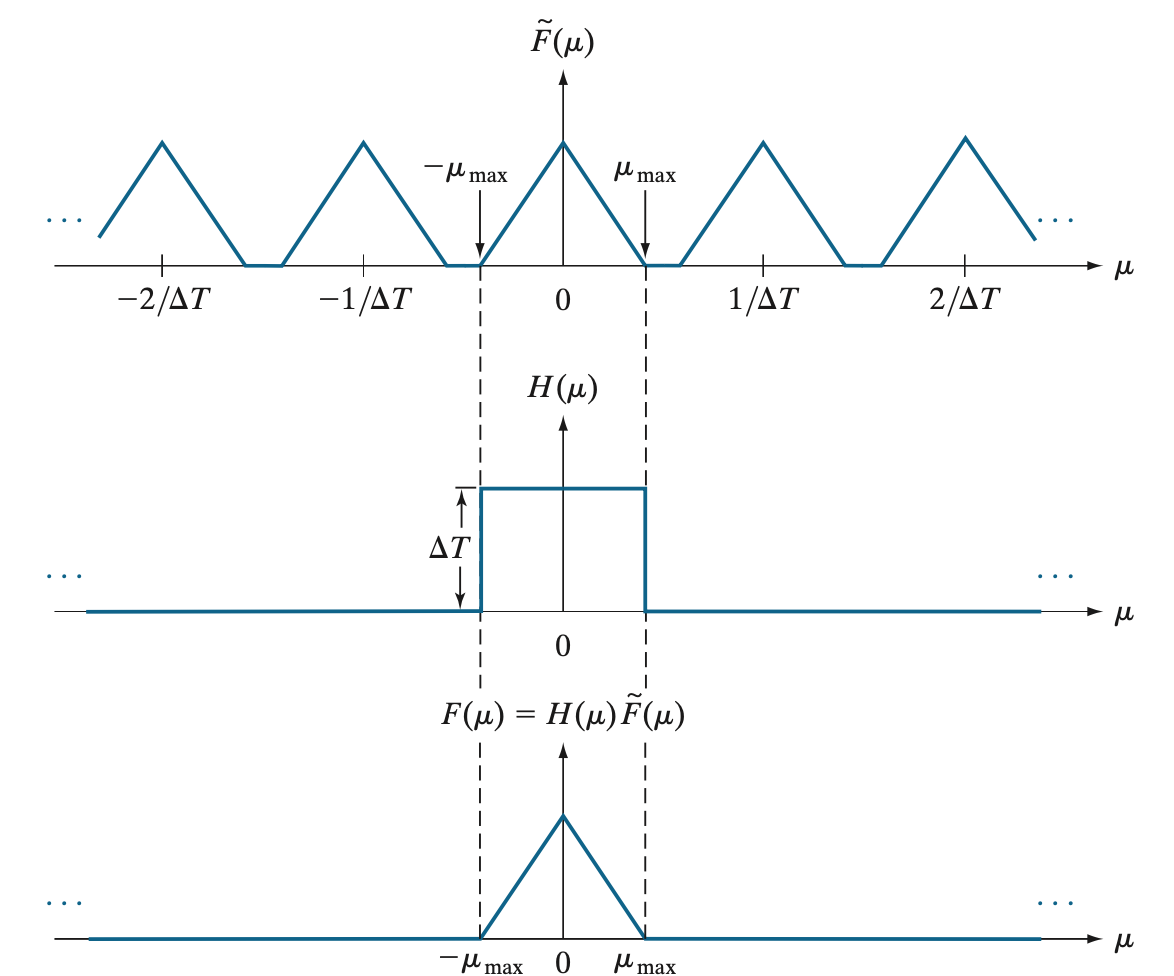 F̃(μ)
−μmax μmax
... ...
μ
−2/ΔT −1/ΔT 0 1/ΔT 2/ΔT
H(μ)
ΔT
... ...
μ
0
F(μ) = H(μ)F̃(μ)
... ...
μ
−μmax 0 μmax